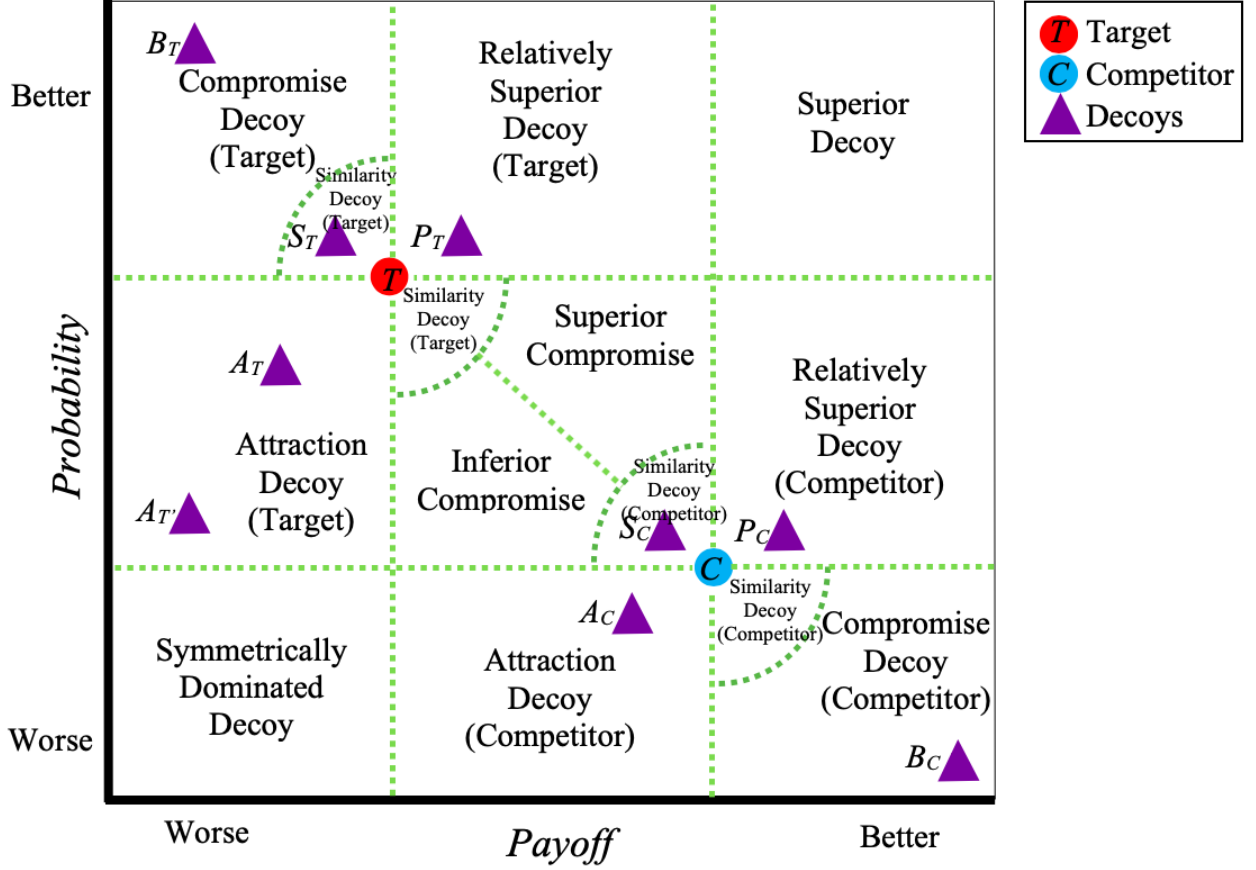 B_T
Compromise
Decoy
(Target)
Relatively
Superior
Decoy
(Target)
Superior
Decoy
T Target
C Competitor
Decoys
Better
Similarity
Decoy
(Target)
S_T
P_T
T
Similarity
Decoy
(Target)
Superior
Compromise
A_T
Attraction
Decoy
(Target)
A_T'
Inferior
Compromise
Relatively
Superior
Decoy
(Competitor)
Similarity
Decoy
(Competitor)
S_C
P_C
C
Similarity
Decoy
(Competitor)
A_C
Symmetrically
Dominated
Decoy
Attraction
Decoy
(Competitor)
Compromise
Decoy
(Competitor)
B_C
Probability
Worse
Worse
Payoff
Better